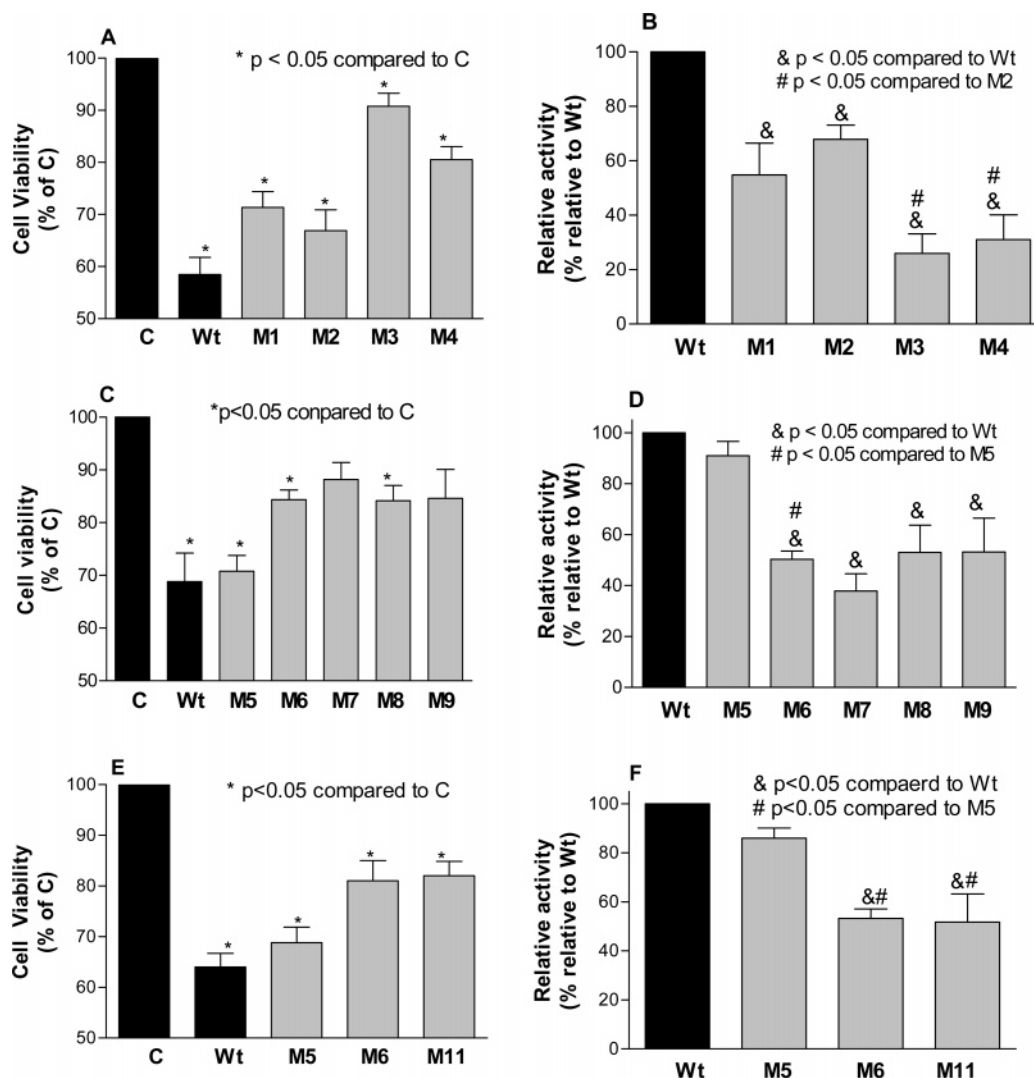 A
* p < 0.05 compared to C
Cell Viability
(% of C)
100
90
80
70
60
50
*
*
*
*
*
C Wt M1 M2 M3 M4
B
& p < 0.05 compared to Wt
# p < 0.05 compared to M2
Relative activity
(% relative to Wt)
100
80
60
40
20
0
&
&
#
&
#
&
Wt M1 M2 M3 M4
C
*p<0.05 conpared to C
Cell viability
(% of C)
100
90
80
70
60
50
*
*
*
*
C Wt M5 M6 M7 M8 M9
D
& p < 0.05 compared to Wt
# p < 0.05 compared to M5
Relative activity
(% relative to Wt)
100
80
60
40
20
0
#
&
&
&
&
Wt M5 M6 M7 M8 M9
E
* p<0.05 compared to C
Cell Viability
(% of C)
100
90
80
70
60
50
*
*
*
*
C Wt M5 M6 M11
F
& p<0.05 compaerd to Wt
# p<0.05 compared to M5
Relative activity
(% relative to Wt)
100
80
60
40
20
0
&#
&#
Wt M5 M6 M11